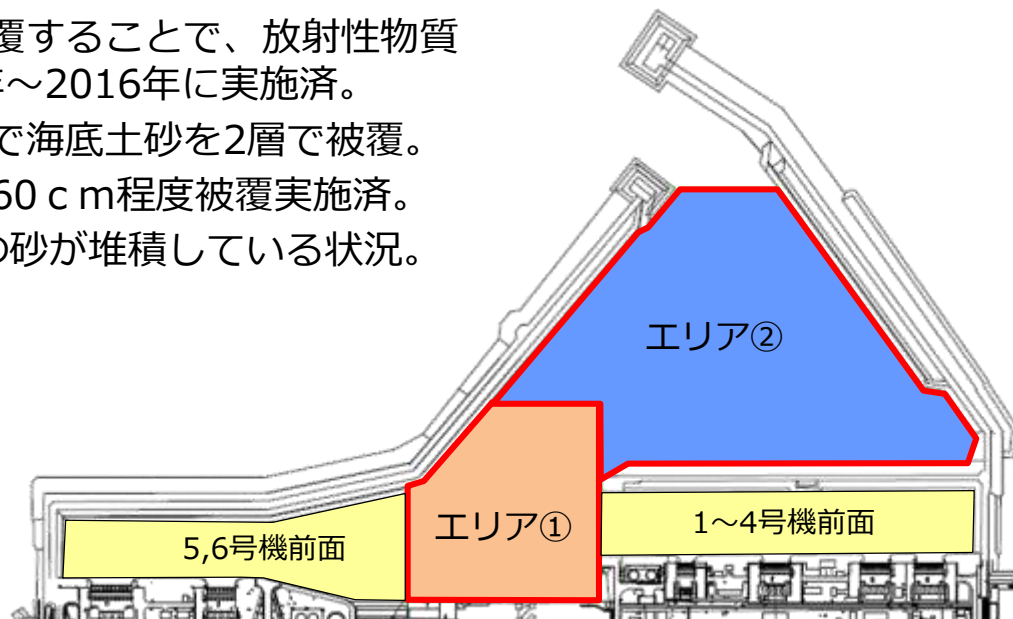 覆することで、放射性物質
～2016年に実施済。
で海底土砂を2層で被覆。
60ｃｍ程度被覆実施済。
砂が堆積している状況。
エリア②
エリア①
1～4号機前面
5,6号機前面